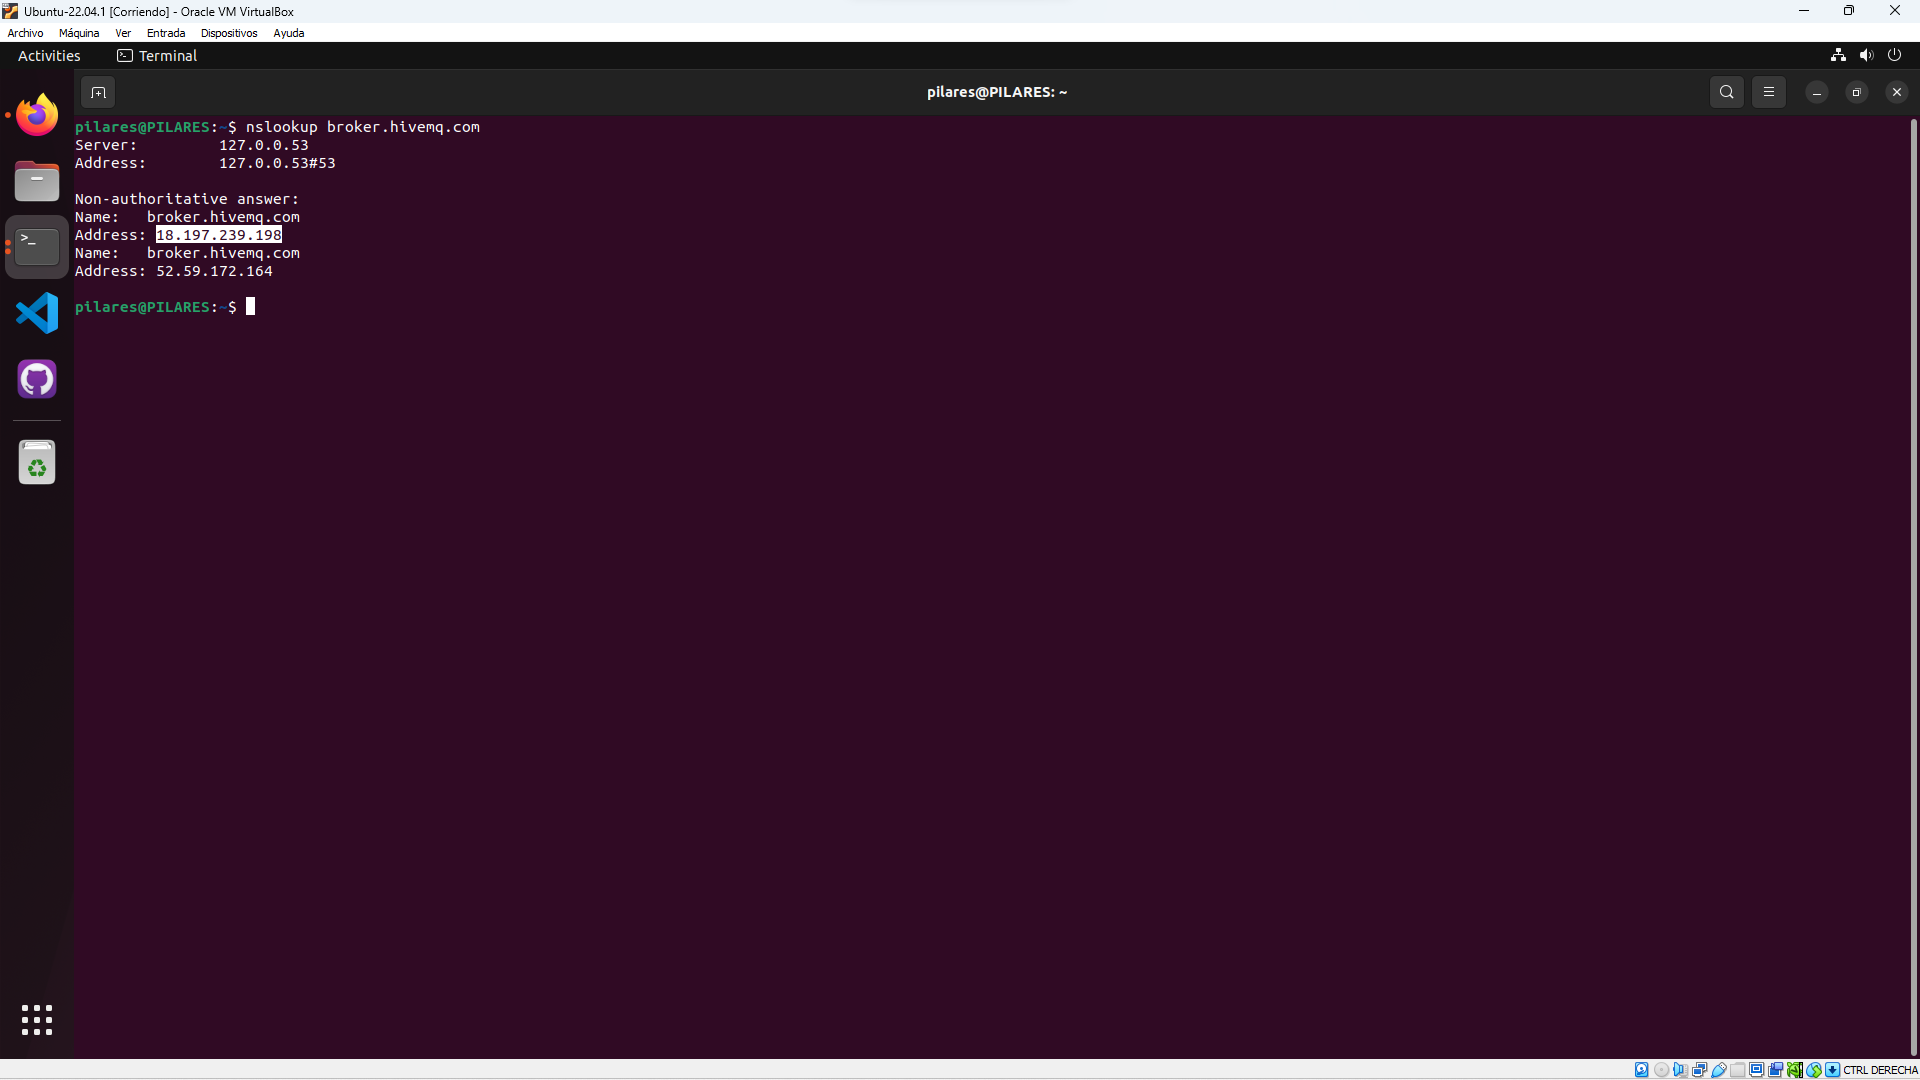 Ubuntu-22.04.1 [Corriendo] - Oracle VM VirtualBox
Archivo Máquina Ver Entrada Dispositivos Ayuda
Activities Terminal
pilares@PILARES: ~
pilares@PILARES:~$ nslookup broker.hivemq.com
Server: 127.0.0.53
Address: 127.0.0.53#53
Non-authoritative answer:
Name: broker.hivemq.com
Address: 18.197.239.198
Name: broker.hivemq.com
Address: 52.59.172.164
pilares@PILARES:~$
CTRL DERECHA